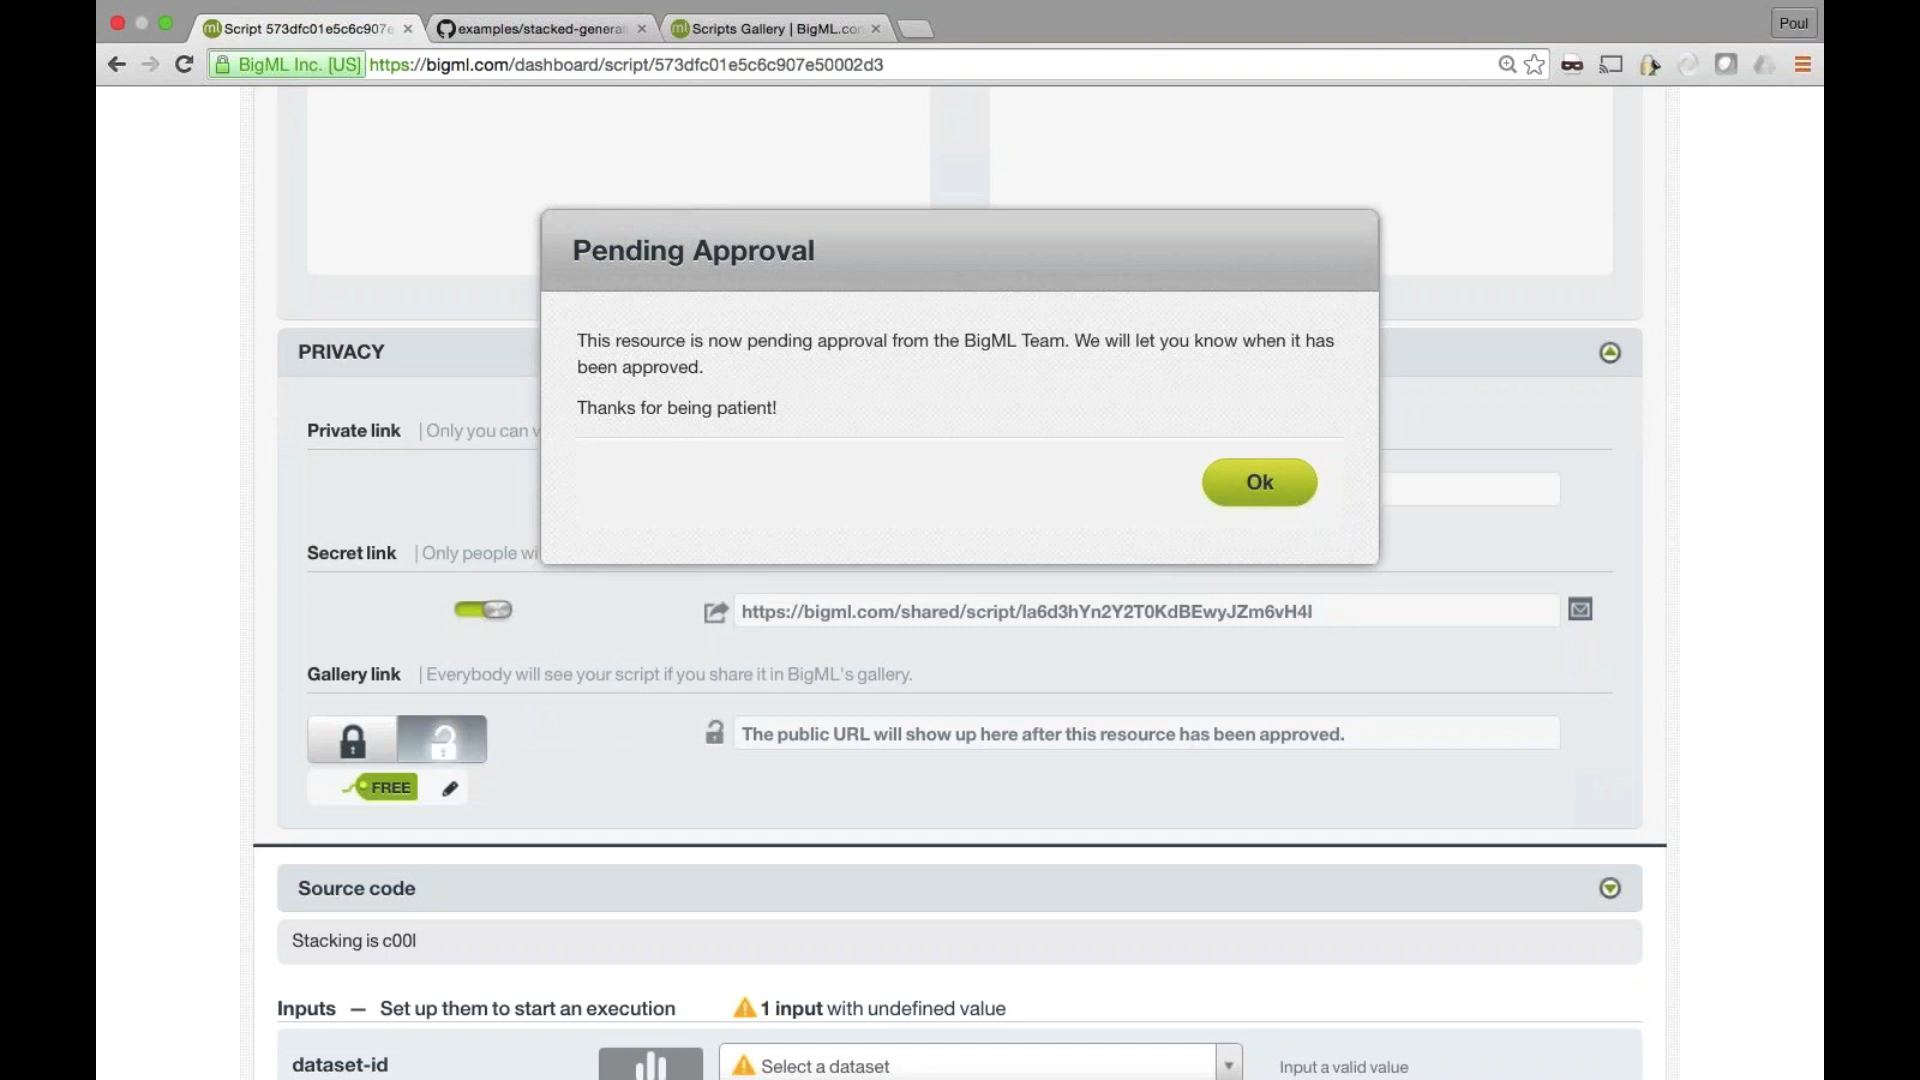 Script 573dfc01e5c6c907e
examples/stacked-generali
Scripts Gallery | BigML.com
Poul
BigML Inc. [US] https://bigml.com/dashboard/script/573dfc01e5c6c907e50002d3
Pending Approval
This resource is now pending approval from the BigML Team. We will let you know when it has
been approved.
Thanks for being patient!
Ok
PRIVACY
Private link | Only you can v
Secret link | Only people wi
https://bigml.com/shared/script/la6d3hYn2Y2T0KdBEwyJZm6vH4I
Gallery link | Everybody will see your script if you share it in BigML's gallery.
The public URL will show up here after this resource has been approved.
FREE
Source code
Stacking is c00l
Inputs — Set up them to start an execution
1 input with undefined value
dataset-id
Select a dataset
Input a valid value